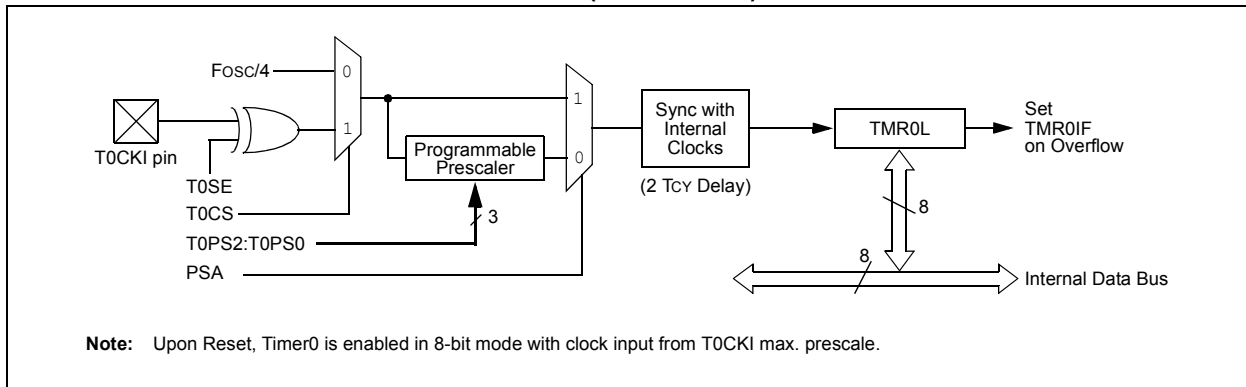 FOSC/4
0
1
T0CKI pin
T0SE
T0CS
T0PS2:T0PS0
PSA
Programmable
Prescaler
3
1
0
Sync with
Internal
Clocks
(2 TCY Delay)
TMR0L
Set
TMR0IF
on Overflow
8
8
Internal Data Bus
Note: Upon Reset, Timer0 is enabled in 8-bit mode with clock input from T0CKI max. prescale.